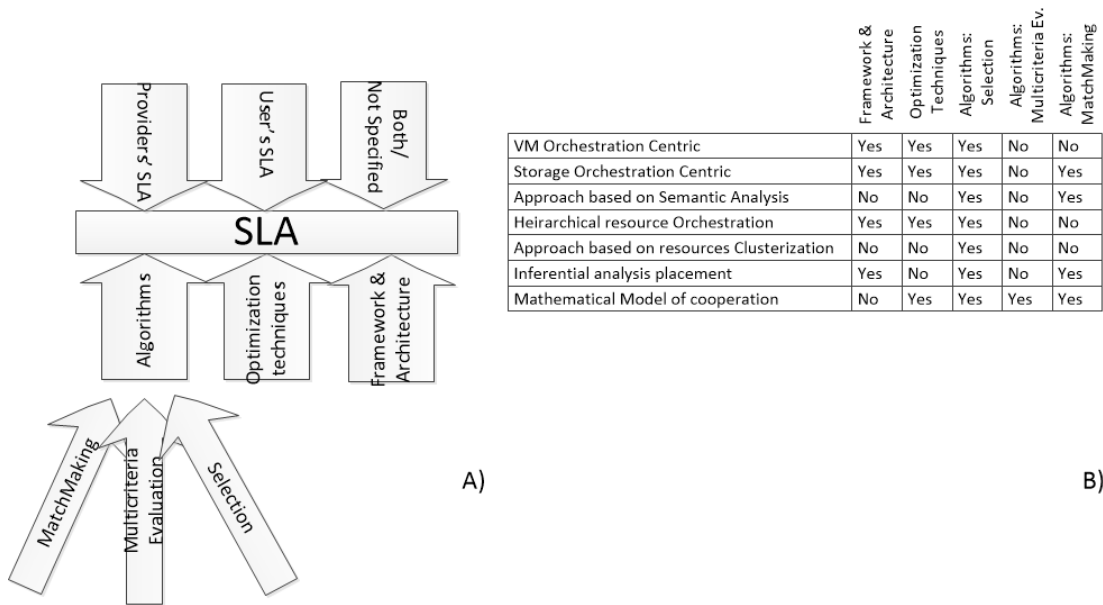 Providers' SLA
User's SLA
Both/
Not Specified
SLA
Algorithms
Optimization
techniques
Framework &
Architecture
MatchMaking
Multicriteria
Evaluation
Selection
A)
Framework &
Architecture
Optimization
Techniques
Algorithms:
Selection
Algorithms:
Multicriteria Ev.
Algorithms:
MatchMaking
VM Orchestration Centric Yes Yes Yes No No
Storage Orchestration Centric Yes Yes Yes No Yes
Approach based on Semantic Analysis No No Yes No Yes
Heirarchical resource Orchestration Yes Yes Yes No No
Approach based on resources Clusterization No No Yes No No
Inferential analysis placement Yes No Yes No Yes
Mathematical Model of cooperation No Yes Yes Yes Yes
B)